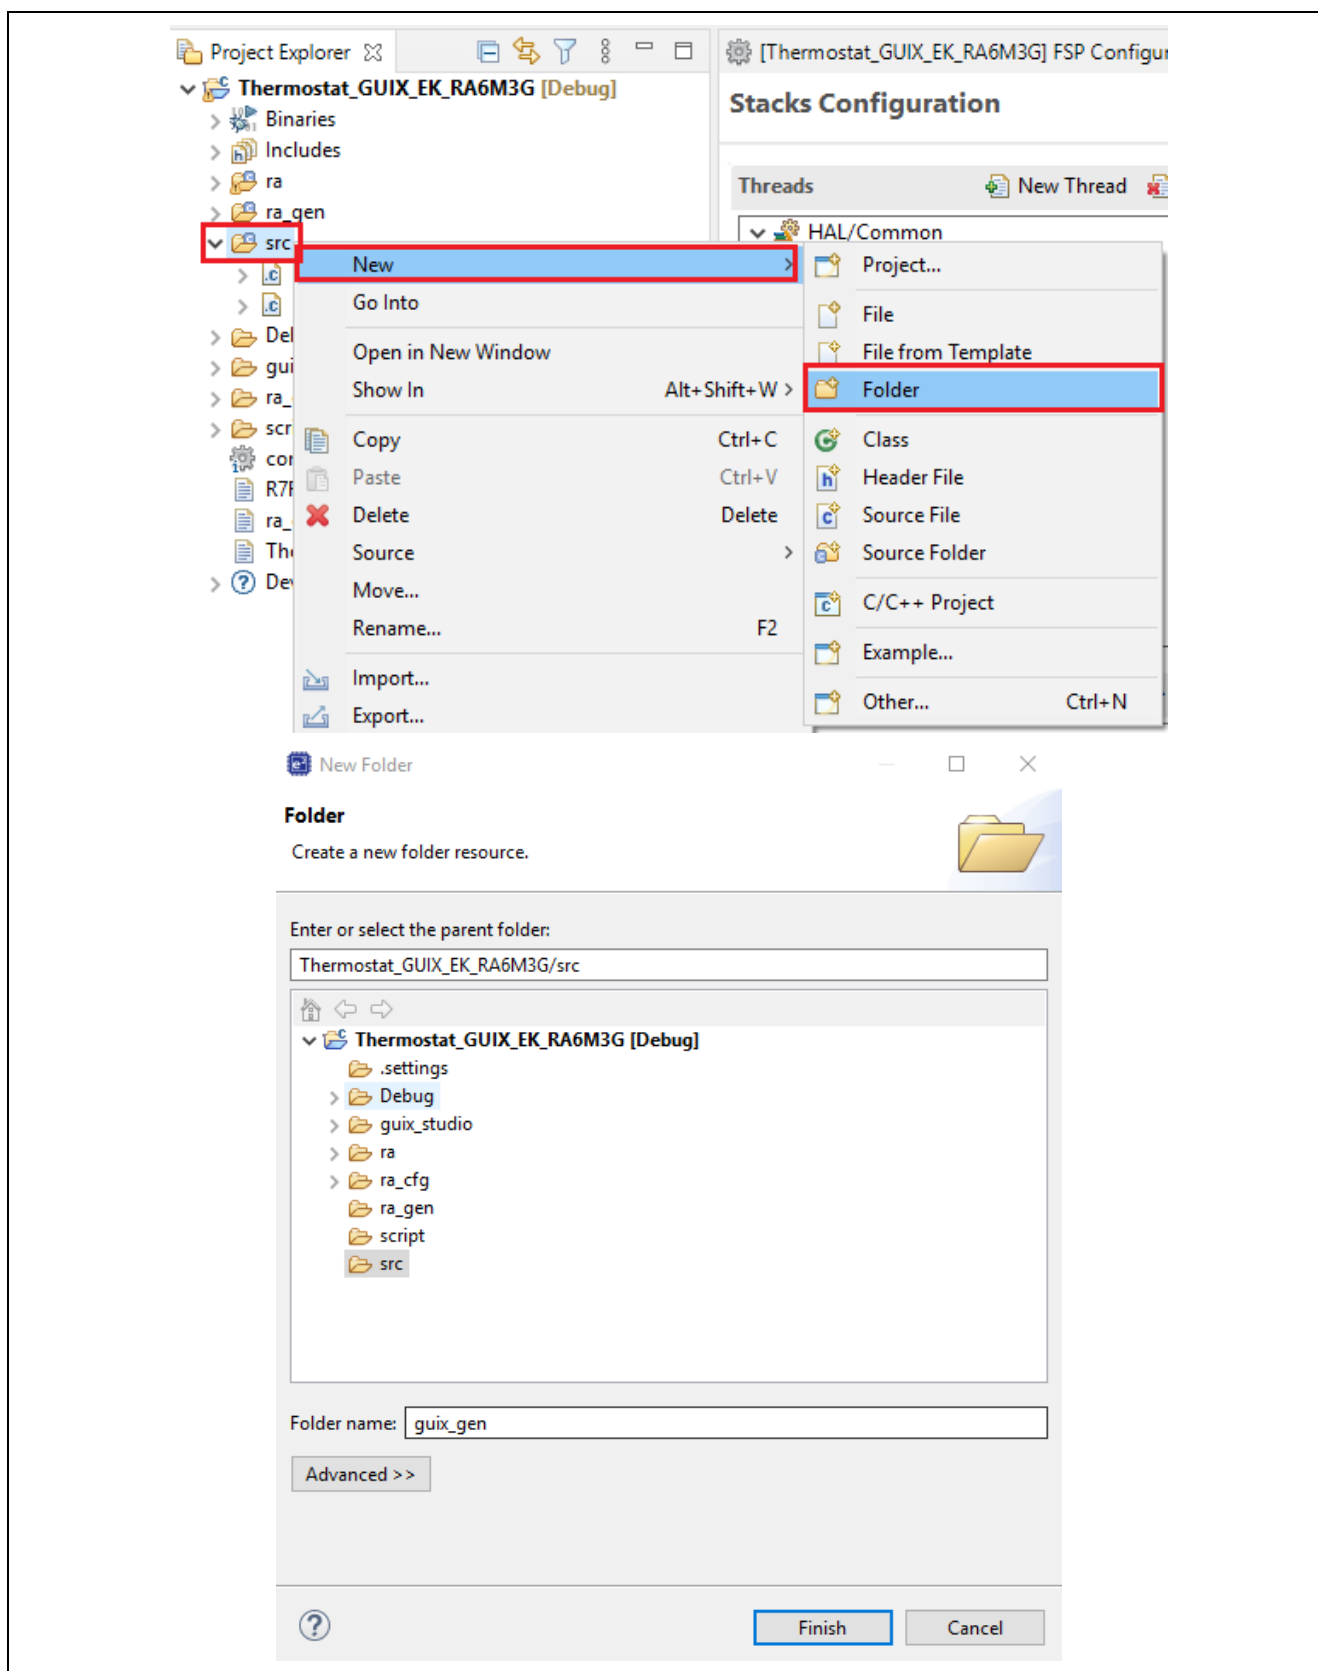 Project Explorer
[Thermostat_GUIX_EK_RA6M3G] FSP Configu
Thermostat_GUIX_EK_RA6M3G [Debug]
Stacks Configuration
Binaries
Includes
ra
Threads
New Thread
ra_gen
HAL/Common
src
New
Project...
Go Into
File
Open in New Window
File from Template
Show In Alt+Shift+W >
Folder
Copy Ctrl+C
Class
Paste Ctrl+V
Header File
Delete Delete
Source File
Source
Source Folder
Move...
C/C++ Project
Rename... F2
Example...
Import...
Other... Ctrl+N
Export...
New Folder
Folder
Create a new folder resource.
Enter or select the parent folder:
Thermostat_GUIX_EK_RA6M3G/src
Thermostat_GUIX_EK_RA6M3G [Debug]
.settings
Debug
guix_studio
ra
ra_cfg
ra_gen
script
src
Folder name: guix_gen
Advanced >>
Finish
Cancel